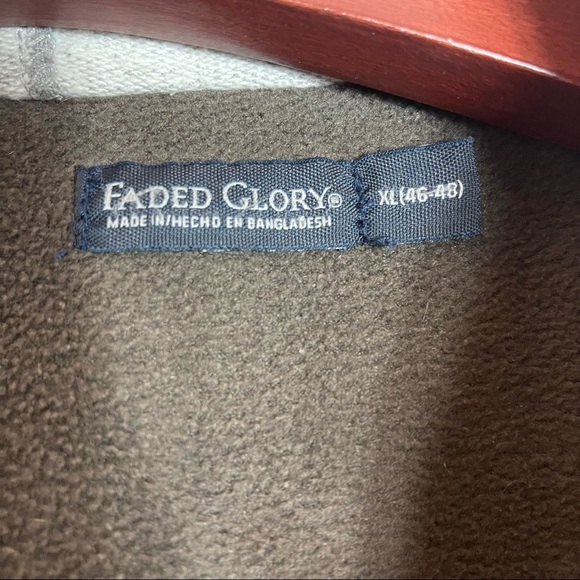 FADED GLORY®
MADE IN/HECHO EN BANGLADESH
XL(46-48)